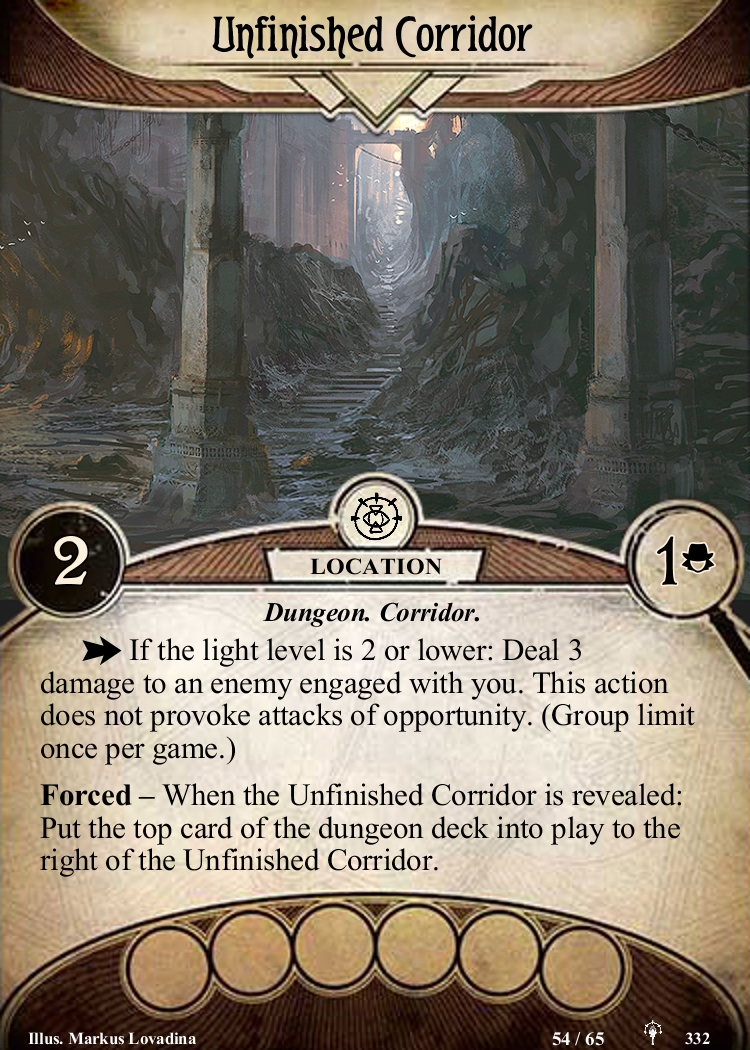 Unfinished Corridor
2
LOCATION
1
Dungeon. Corridor.
If the light level is 2 or lower: Deal 3
damage to an enemy engaged with you. This action
does not provoke attacks of opportunity. (Group limit
once per game.)
Forced – When the Unfinished Corridor is revealed:
Put the top card of the dungeon deck into play to the
right of the Unfinished Corridor.
Illus. Markus Lovadina
54 / 65
332